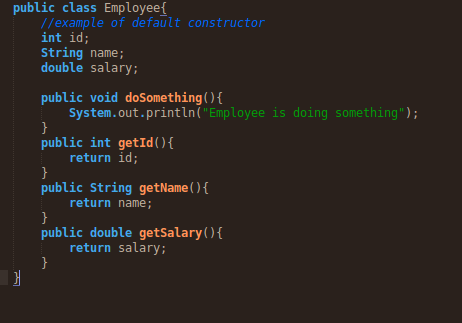 public class Employee{
    //example of default constructor
    int id;
    String name;
    double salary;

    public void doSomething(){
        System.out.println("Employee is doing something");
    }
    public int getId(){
        return id;
    }
    public String getName(){
        return name;
    }
    public double getSalary(){
        return salary;
    }
}